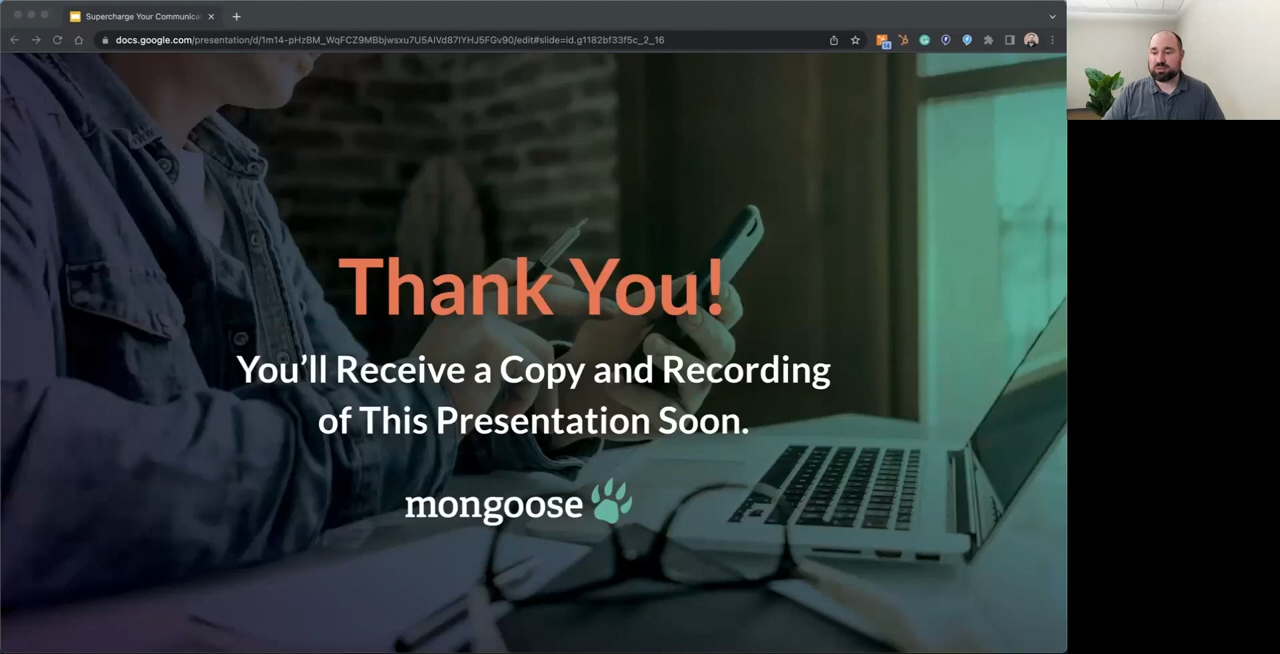 Supercharge Your Communica
docs.google.com/presentation/d/1m14-pHzBM_WqFCZ9MBbjwsxu7U5AlVd87lYHJ5FGv90/edit#slide=id.g1182bf33f5c_2_16
Thank You!
You’ll Receive a Copy and Recording
of This Presentation Soon.
mongoose